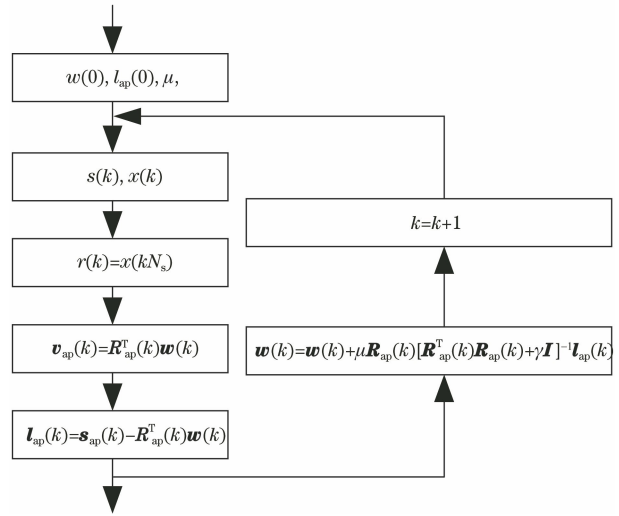 w(0), l_ap(0), μ,
s(k), x(k)
r(k)=x(kN_s)
v_ap(k)=R^T_ap(k)w(k)
l_ap(k)=s_ap(k)−R^T_ap(k)w(k)
k=k+1
w(k)=w(k)+μR_ap(k)[R^T_ap(k)R_ap(k)+γI]^−1 l_ap(k)